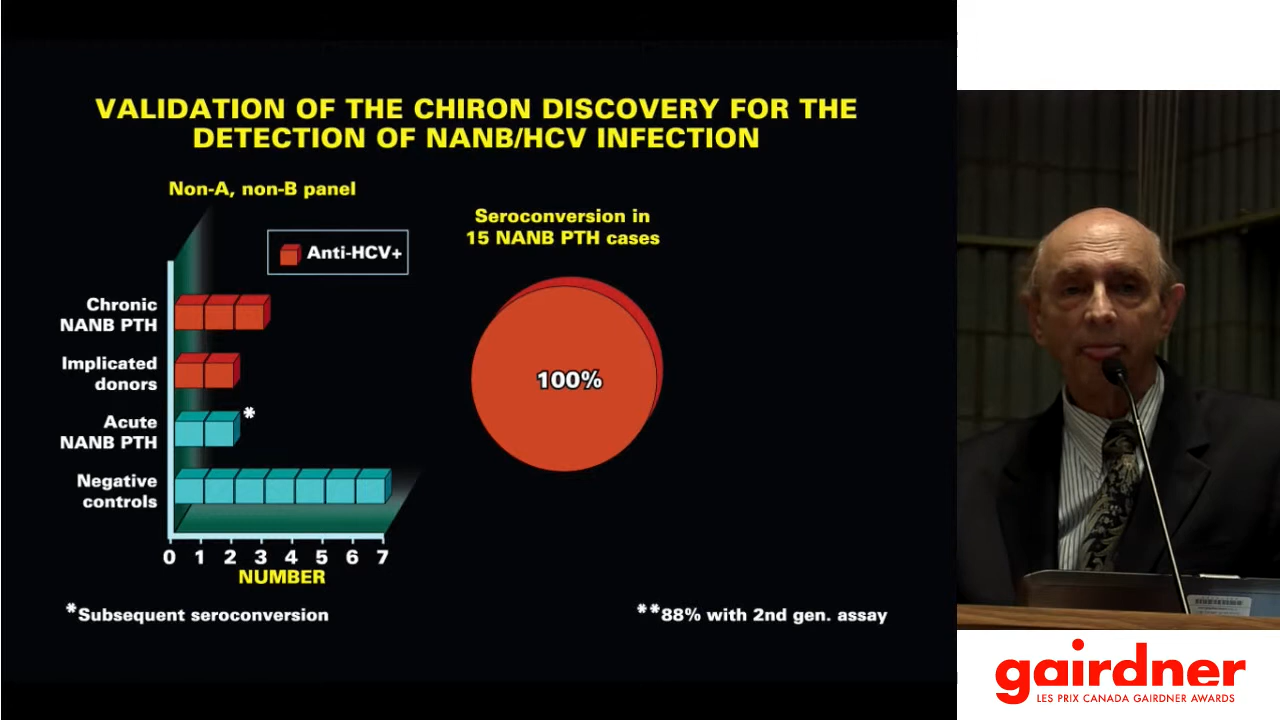 VALIDATION OF THE CHIRON DISCOVERY FOR THE
DETECTION OF NANB/HCV INFECTION
Non-A, non-B panel
Anti-HCV+
Chronic
NANB PTH
Implicated
donors
Acute
NANB PTH
*
Negative
controls
0 1 2 3 4 5 6 7
NUMBER
*Subsequent seroconversion
Seroconversion in
15 NANB PTH cases
100%
**88% with 2nd gen. assay
gairdner
LES PRIX CANADA GAIRDNER AWARDS